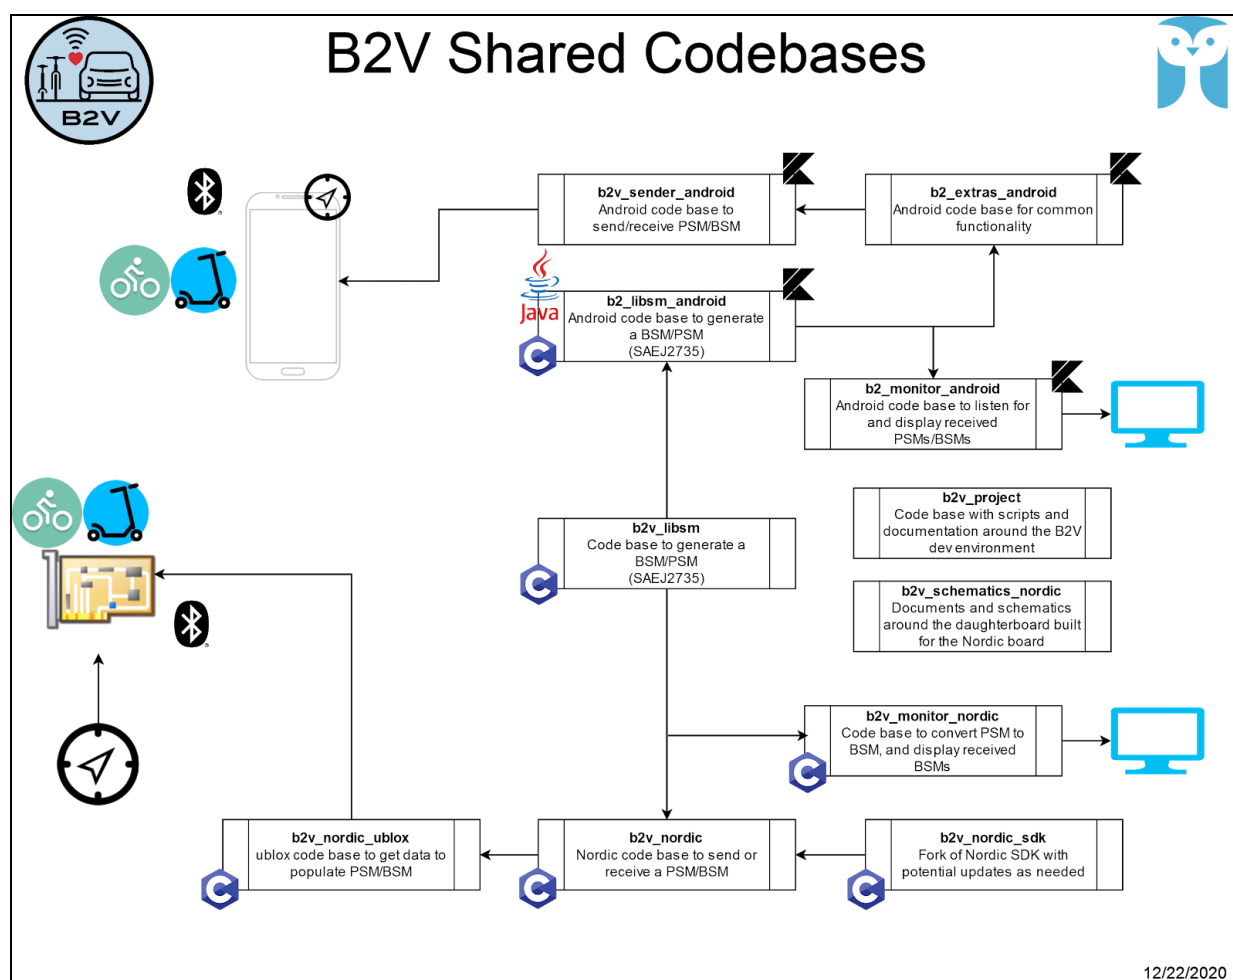 B2V Shared Codebases
B2V
b2v_sender_android
Android code base to
send/receive PSM/BSM
b2_extras_android
Android code base for common
functionality
Java
b2_libsm_android
Android code base to generate
a BSM/PSM
(SAEJ2735)
C
b2_monitor_android
Android code base to listen for
and display received
PSMs/BSMs
b2v_project
Code base with scripts and
documentation around the B2V
dev environment
b2v_libsm
Code base to generate a
BSM/PSM
(SAEJ2735)
C
b2v_schematics_nordic
Documents and schematics
around the daughterboard built
for the Nordic board
b2v_monitor_nordic
Code base to convert PSM to
BSM, and display received
BSMs
C
b2v_nordic_ublox
ublox code base to get data to
populate PSM/BSM
C
b2v_nordic
Nordic code base to send or
receive a PSM/BSM
C
b2v_nordic_sdk
Fork of Nordic SDK with
potential updates as needed
C
12/22/2020